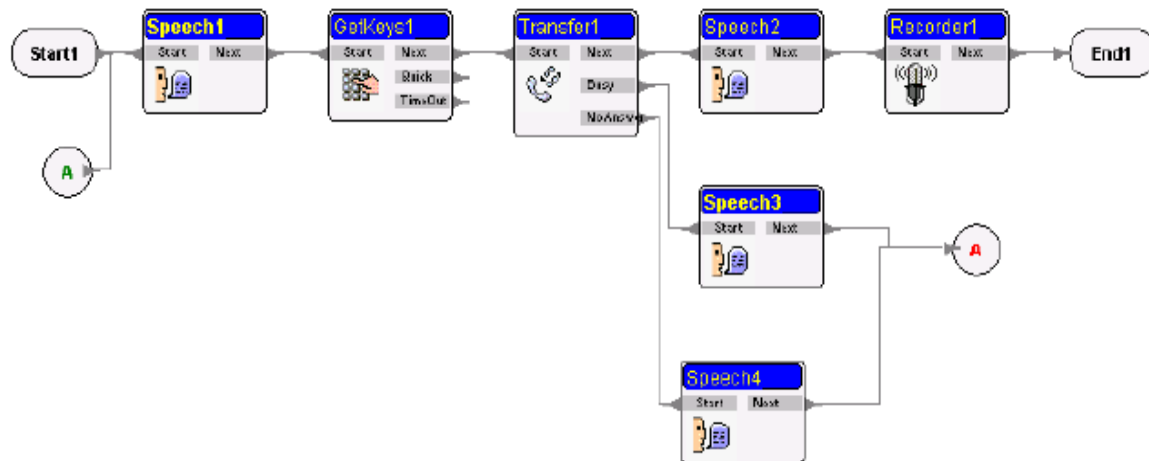 Speech1 GetKeys1 Transfer1 Speech2 Recorder1
Start1 Start Next Start Next Start Next Start Next Start Next End1
Quick Busy
TimeOut
NoAnswer
A
Speech3
Start Next
A
Speech4
Start Next